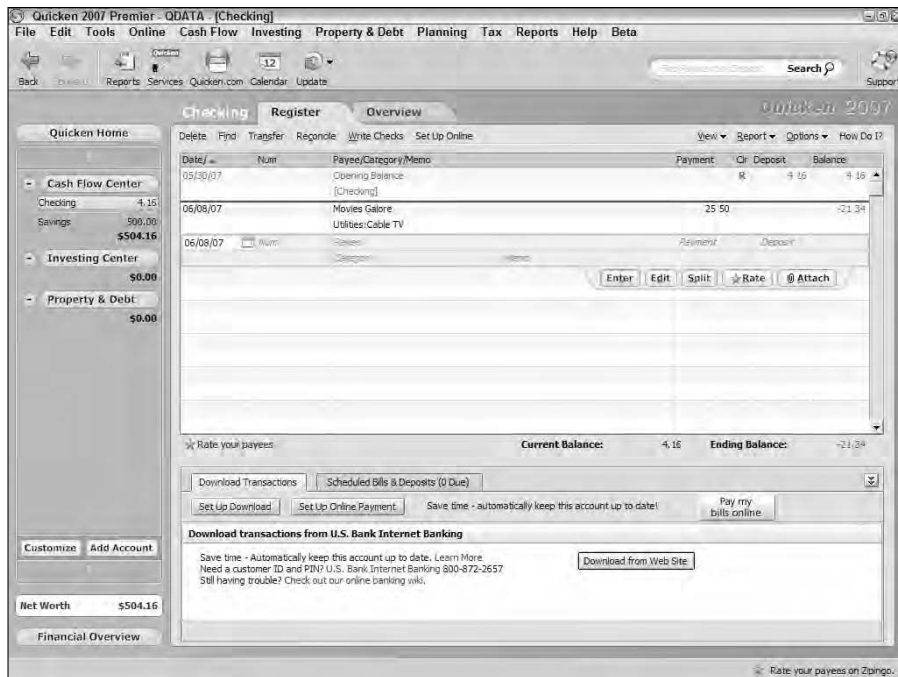 Quicken 2007 Premier - QDATA - [Checking]
File Edit Tools Online Cash Flow Investing Property & Debt Planning Tax Reports Help Beta
Quicken
12
Back Reports Services Quicken.com Calendar Update Search Support
Checking Register Overview Quicken 2007
Quicken Home
Delete Find Transfer Reconcile Write Checks Set Up Online View Report Options How Do I?
Date/ Num Payee/Category/Memo Payment Clr Deposit Balance
05/30/07 Opening Balance R 4 16 4 16
[Checking]
06/08/07 Movies Galore 25 50 -21 34
Utilities:Cable TV
06/08/07 Num Payee Payment Deposit
Category Memo
Enter Edit Split Rate Attach
Cash Flow Center
Checking 4.16
Savings 500.00
$504.16
Investing Center
$0.00
Property & Debt
$0.00
Rate your payees Current Balance: 4.16 Ending Balance: -21.34
Download Transactions Scheduled Bills & Deposits (0 Due)
Set Up Download Set Up Online Payment Save time - automatically keep this account up to date! Pay my bills online
Download transactions from U.S. Bank Internet Banking
Save time - Automatically keep this account up to date. Learn More
Need a customer ID and PIN? U.S. Bank Internet Banking 800-872-2657
Still having trouble? Check out our online banking wiki.
Download from Web Site
Customize Add Account
Net Worth $504.16
Financial Overview
Rate your payees on Zipingo.